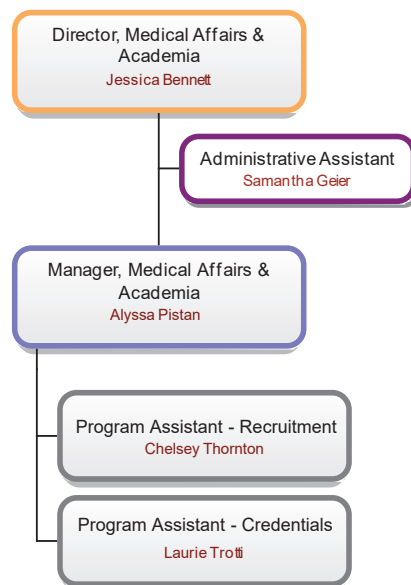 Director, Medical Affairs &
Academia
Jessica Bennett
Administrative Assistant
Samantha Geier
Manager, Medical Affairs &
Academia
Alyssa Pistan
Program Assistant - Recruitment
Chelsey Thornton
Program Assistant - Credentials
Laurie Trotti